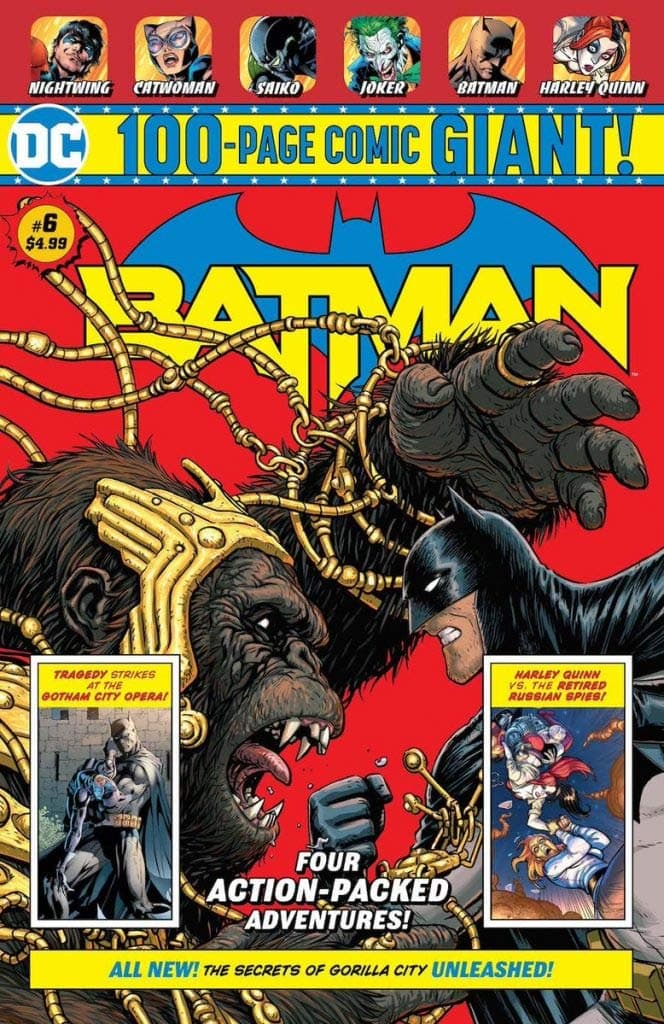 NIGHTWING
CATWOMAN
SAIKO
JOKER
BATMAN
HARLEY QUINN
DC
100-PAGE COMIC GIANT!
#6
$4.99
BATMAN
TM
TRAGEDY STRIKES
AT THE
GOTHAM CITY OPERA!
HARLEY QUINN
VS. THE RETIRED
RUSSIAN SPIES!
FOUR
ACTION-PACKED
ADVENTURES!
ALL NEW! THE SECRETS OF GORILLA CITY UNLEASHED!